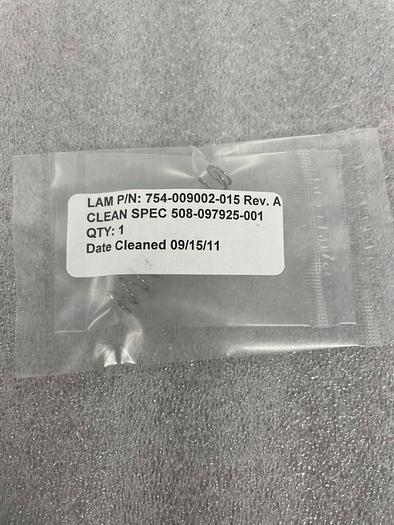 LAM P/N: 754-009002-015 Rev. A
CLEAN SPEC 508-097925-001
QTY: 1
Date Cleaned 09/15/11